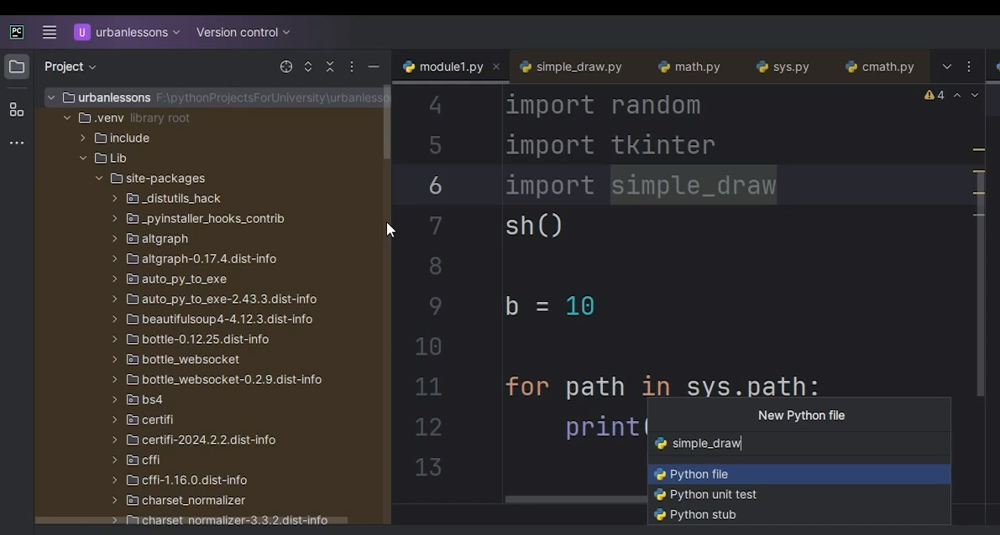 PC U urbanlessons Version control
Project
urbanlessons F:\pythonProjectsForUniversity\urbanlesso
.venv library root
include
Lib
site-packages
_distutils_hack
_pyinstaller_hooks_contrib
altgraph
altgraph-0.17.4.dist-info
auto_py_to_exe
auto_py_to_exe-2.43.3.dist-info
beautifulsoup4-4.12.3.dist-info
bottle-0.12.25.dist-info
bottle_websocket
bottle_websocket-0.2.9.dist-info
bs4
certifi
certifi-2024.2.2.dist-info
cffi
cffi-1.16.0.dist-info
charset_normalizer
charset_normalizer-3.3.2.dist-info
module1.py simple_draw.py math.py sys.py cmath.py
4
4 import random
5 import tkinter
6 import simple_draw
7 sh()
8
9 b = 10
10
11 for path in sys.path:
12 print(
13
New Python file
simple_draw
Python file
Python unit test
Python stub